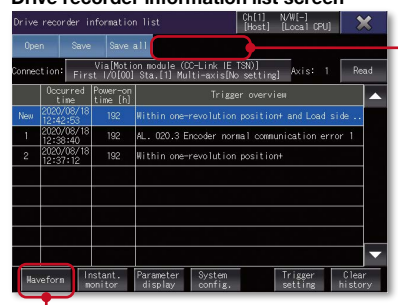 Drive recorder information list screen
Drive recorder information list
Ch[1] N/W[-]
[Host] [Local CPU]
Open Save Save all
Connection: Via[Motion module (CC-Link IE TSN)]
First I/O[00] Sta.[1] Multi-axis[No setting] Axis: 1 Read
Occurred time Power-on time [h] Trigger overview
New 2020/08/18 12:42:53 192 Within one-revolution position+ and Load side ..
1 2020/08/18 12:38:40 192 AL. 020.3 Encoder normal communication error 1
2 2020/08/18 12:37:12 192 Within one-revolution position+
Waveform Instant. monitor Parameter display System config. Trigger setting Clear history